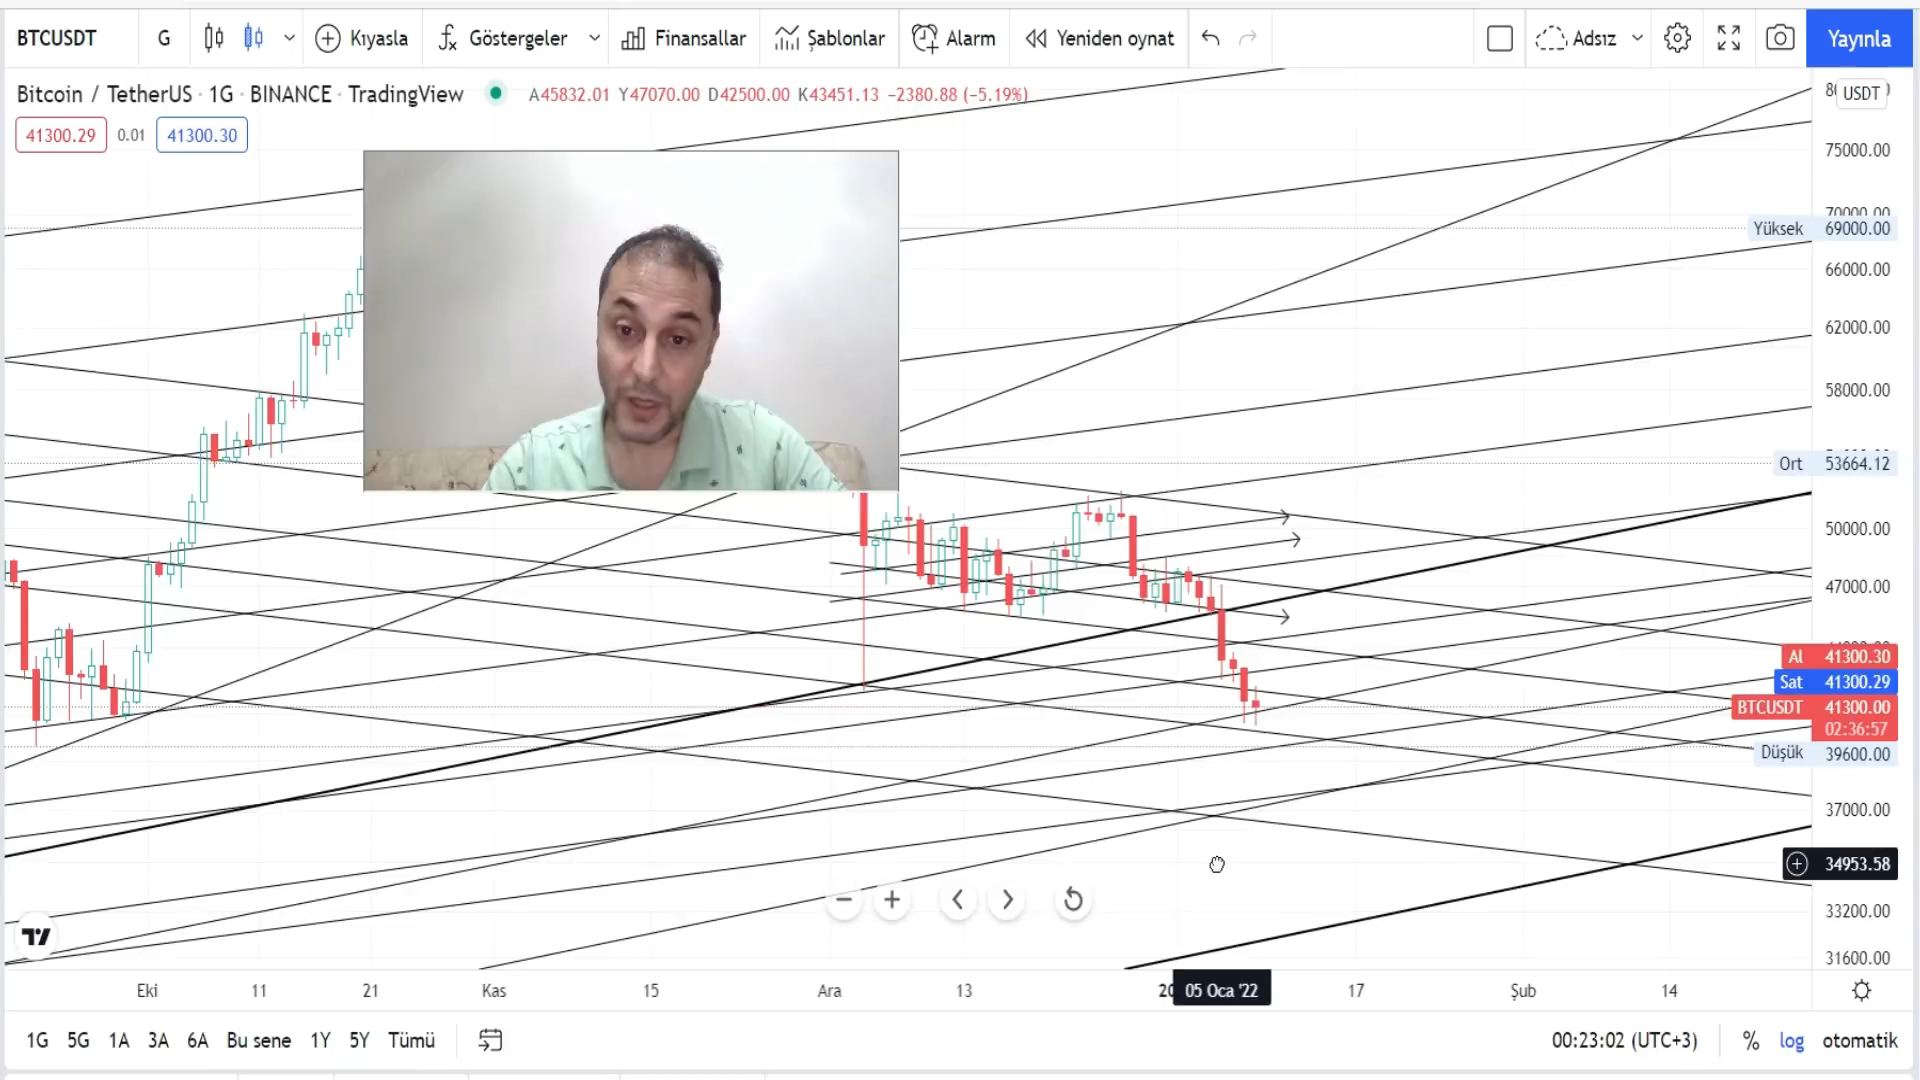 BTCUSDT G Kıyasla Göstergeler Finansallar Şablonlar Alarm Yeniden oynat Adsız Yayınla
Bitcoin / TetherUS · 1G · BINANCE · TradingView A45832.01 Y47070.00 D42500.00 K43451.13 −2380.88 (−5.19%)
USDT
41300.29 0.01 41300.30
75000.00
70000.00
Yüksek 69000.00
66000.00
62000.00
58000.00
Ort 53664.12
50000.00
47000.00
Al 41300.30
Sat 41300.29
BTCUSDT 41300.00
02:36:57
Düşük 39600.00
37000.00
34953.58
33200.00
31600.00
Eki 11 21 Kas 15 Ara 13 05 Oca '22 17 Şub 14
1G 5G 1A 3A 6A Bu sene 1Y 5Y Tümü 00:23:02 (UTC+3) % log otomatik